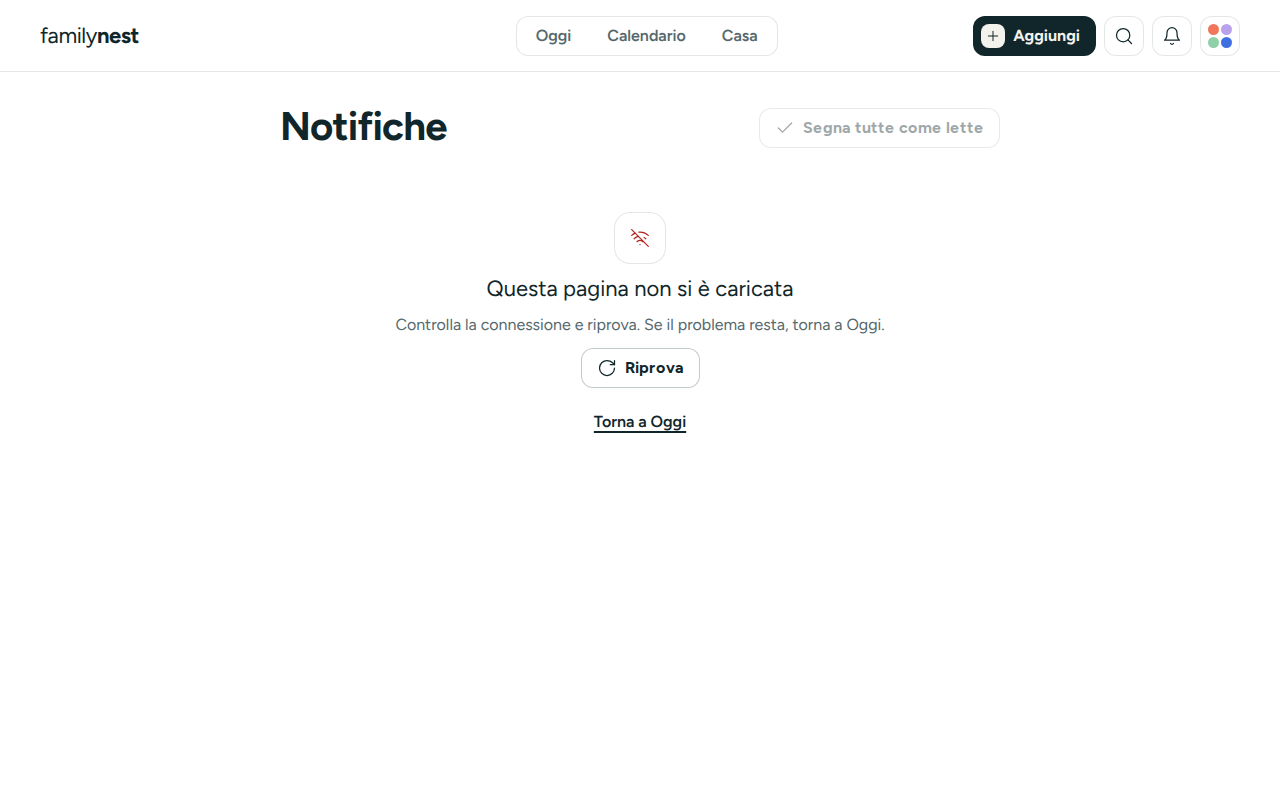 familynest
Oggi
Calendario
Casa
Aggiungi
Notifiche
Segna tutte come lette
Questa pagina non si è caricata
Controlla la connessione e riprova. Se il problema resta, torna a Oggi.
Riprova
Torna a Oggi